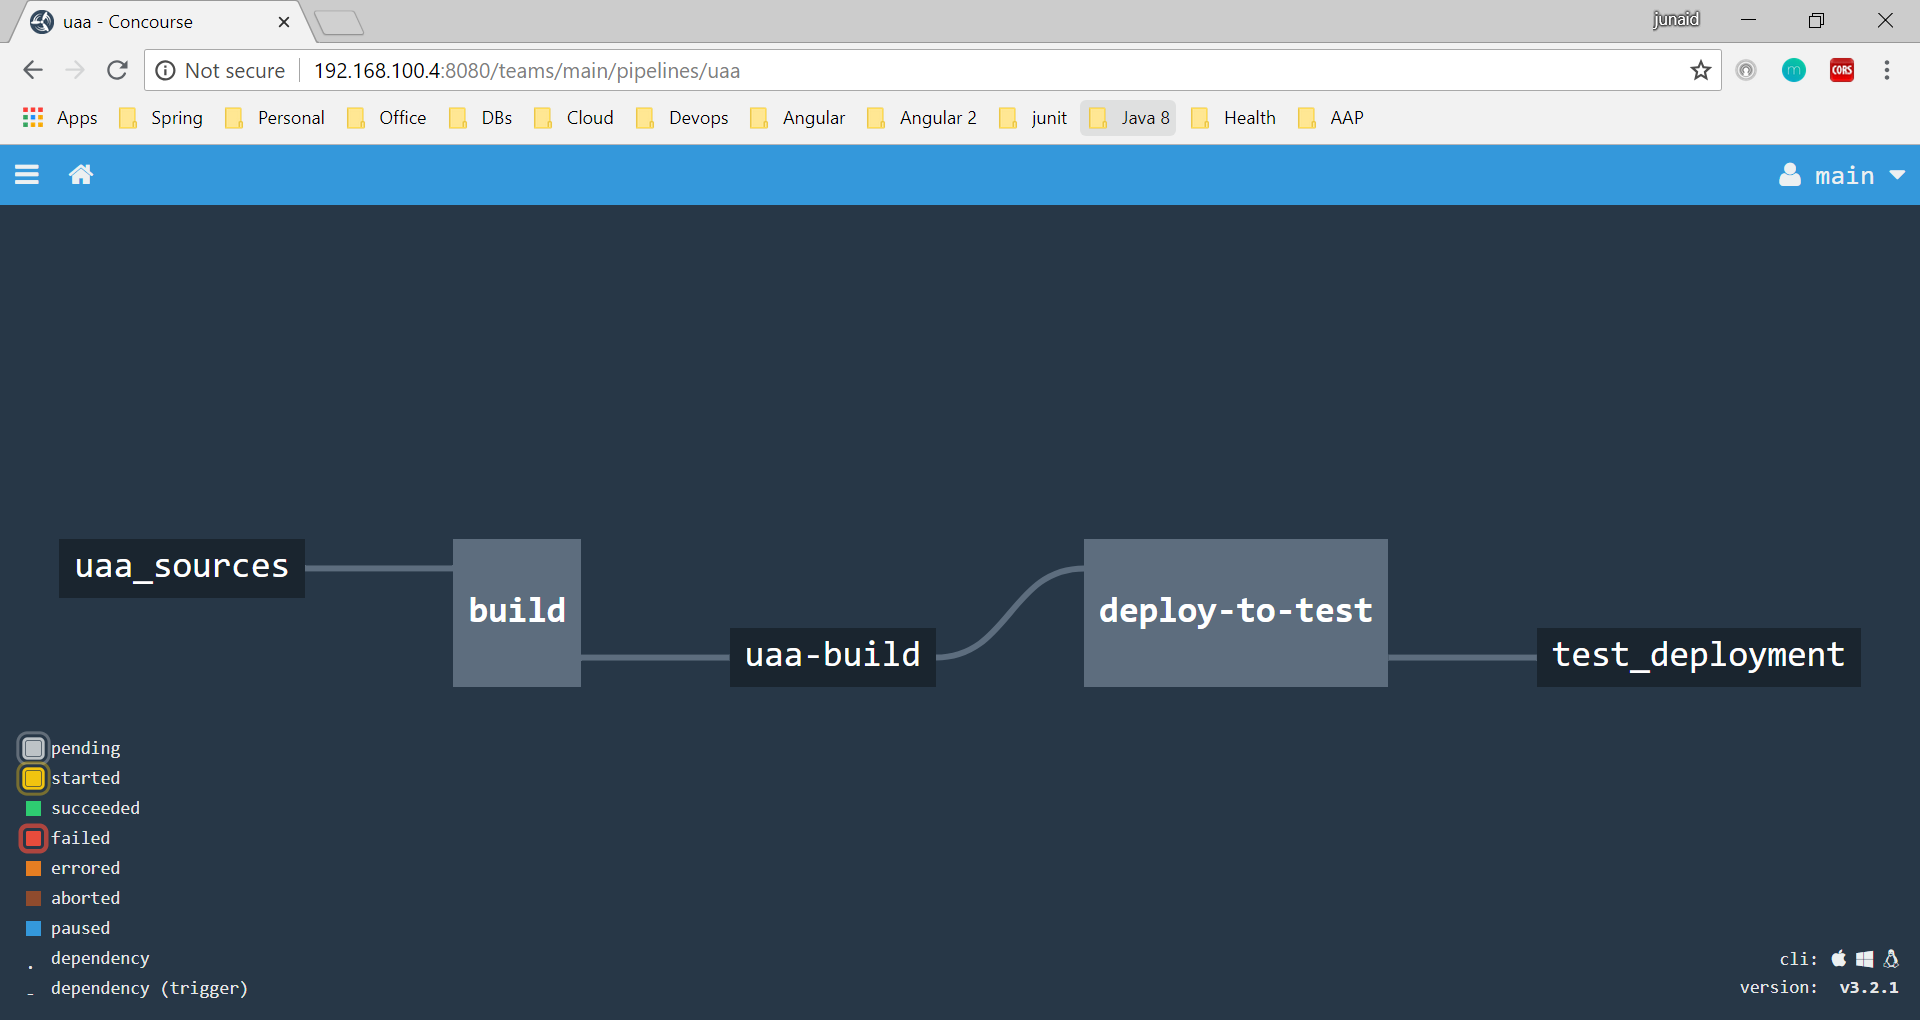 uaa - Concourse
junaid
Not secure 192.168.100.4:8080/teams/main/pipelines/uaa
m
CORS
Apps Spring Personal Office DBs Cloud Devops Angular Angular 2 junit Java 8 Health AAP
main
uaa_sources
build
uaa-build
deploy-to-test
test_deployment
pending
started
succeeded
failed
errored
aborted
paused
. dependency
- dependency (trigger)
cli:
version: v3.2.1